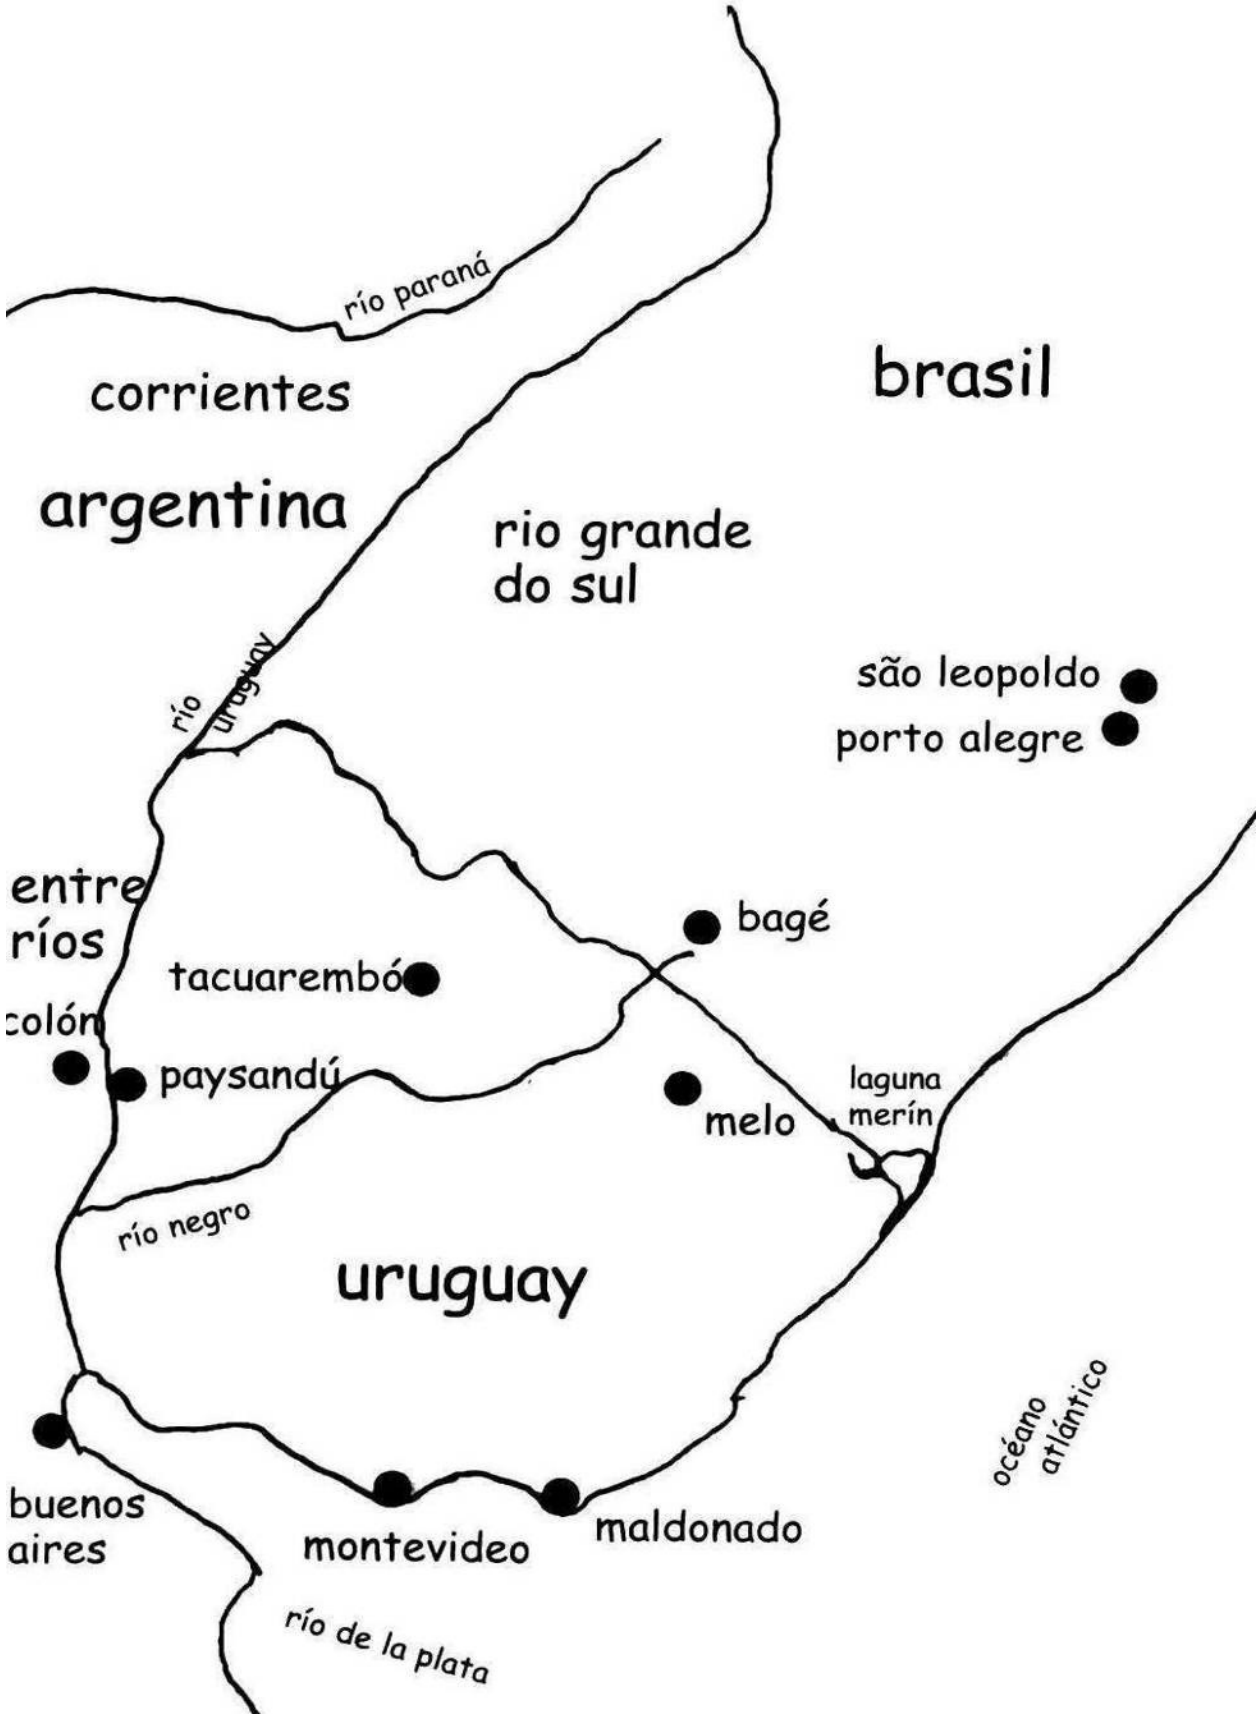 río paraná
corrientes
brasil
argentina
rio grande
do sul
río
uruguay
são leopoldo
porto alegre
entre
ríos
bagé
tacuarembó
colón
paysandú
laguna
merín
melo
río negro
uruguay
océano
atlántico
buenos
aires
montevideo
maldonado
río de la plata